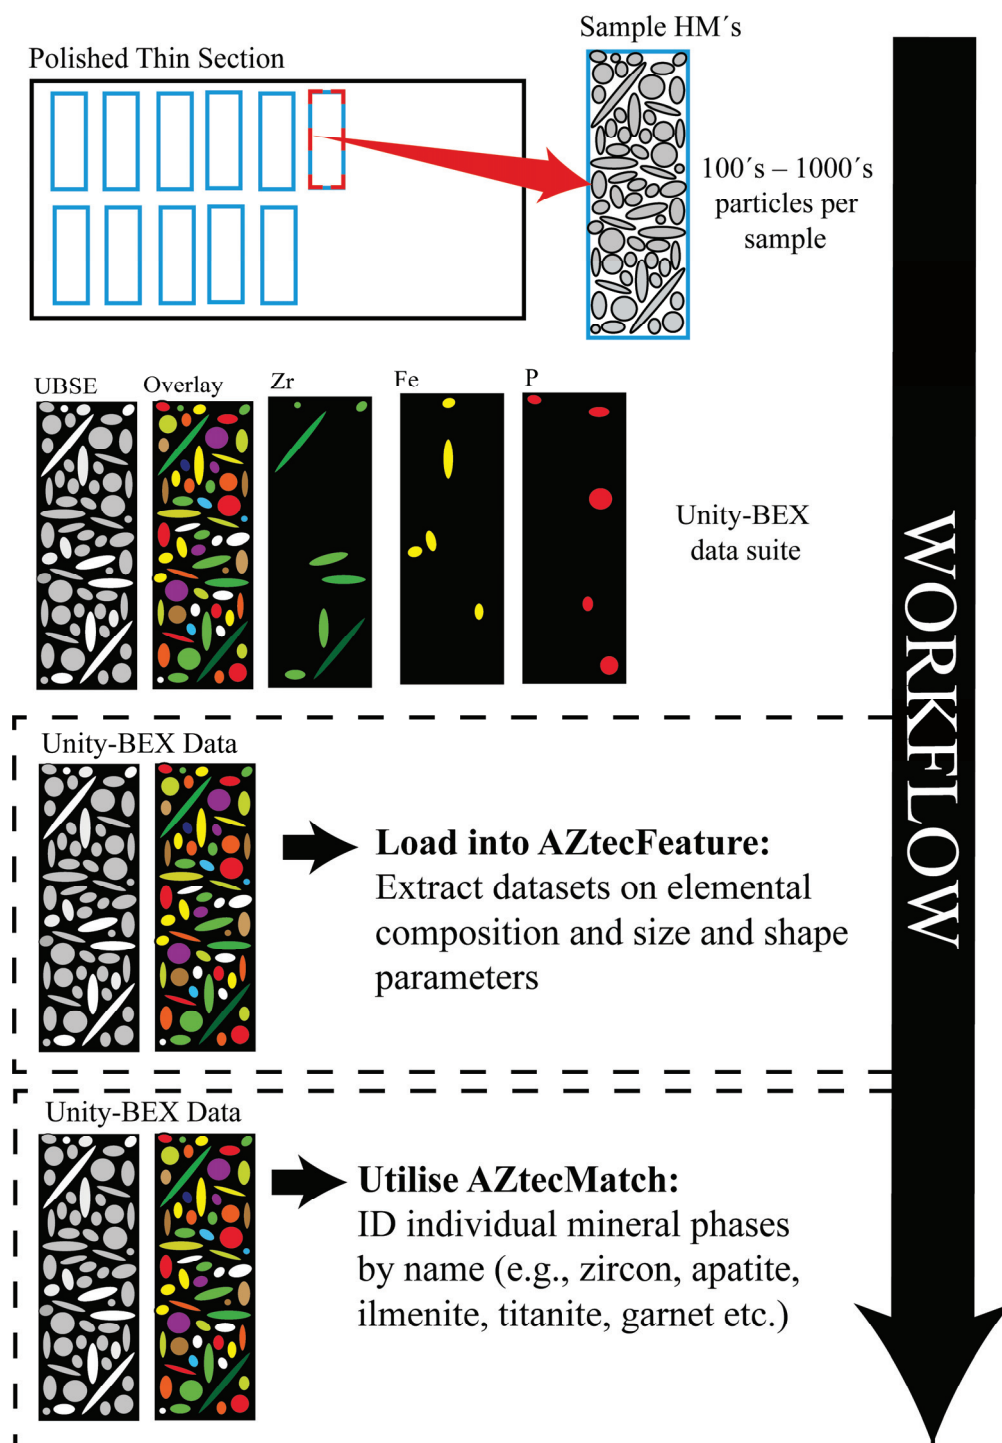 Sample HM´s
Polished Thin Section
100´s – 1000´s
particles per
sample
UBSE
Overlay
Zr
Fe
P
Unity-BEX
data suite
WORKFLOW
Unity-BEX Data
Load into AZtecFeature:
Extract datasets on elemental
composition and size and shape
parameters
Unity-BEX Data
Utilise AZtecMatch:
ID individual mineral phases
by name (e.g., zircon, apatite,
ilmenite, titanite, garnet etc.)